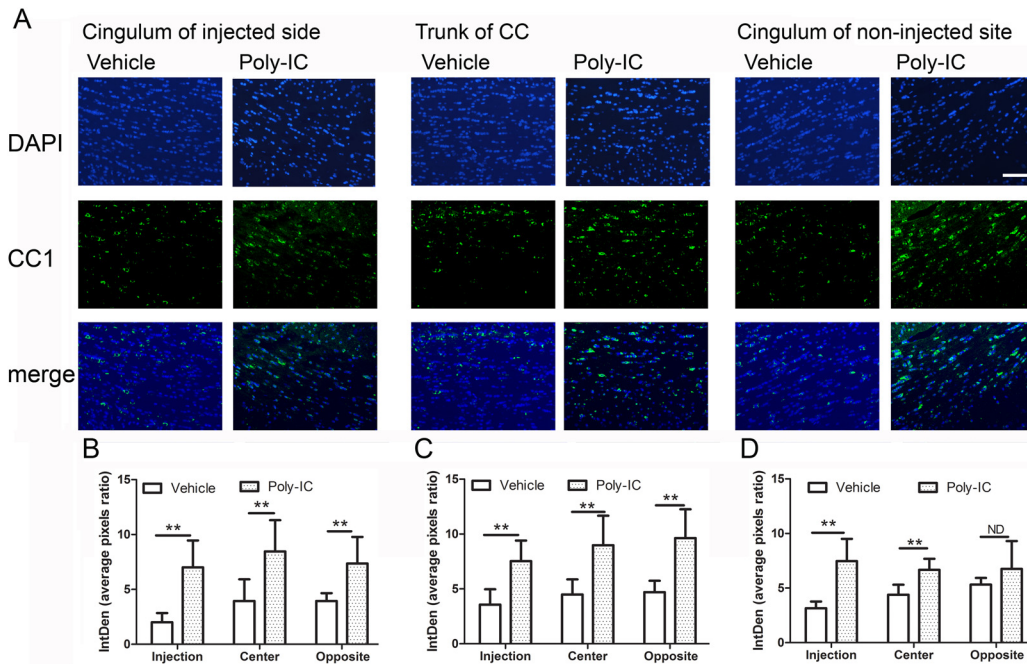 A
Cingulum of injected side Trunk of CC Cingulum of non-injected site
Vehicle Poly-IC Vehicle Poly-IC Vehicle Poly-IC
DAPI
CC1
merge
B
IntDen (average pixels ratio)
15
10
5
0
Vehicle Poly-IC
** ** **
Injection Center Opposite
C
IntDen (average pixels ratio)
15
10
5
0
Vehicle Poly-IC
** ** **
Injection Center Opposite
D
IntDen (average pixels ratio)
15
10
5
0
Vehicle Poly-IC
** ** ND
Injection Center Opposite